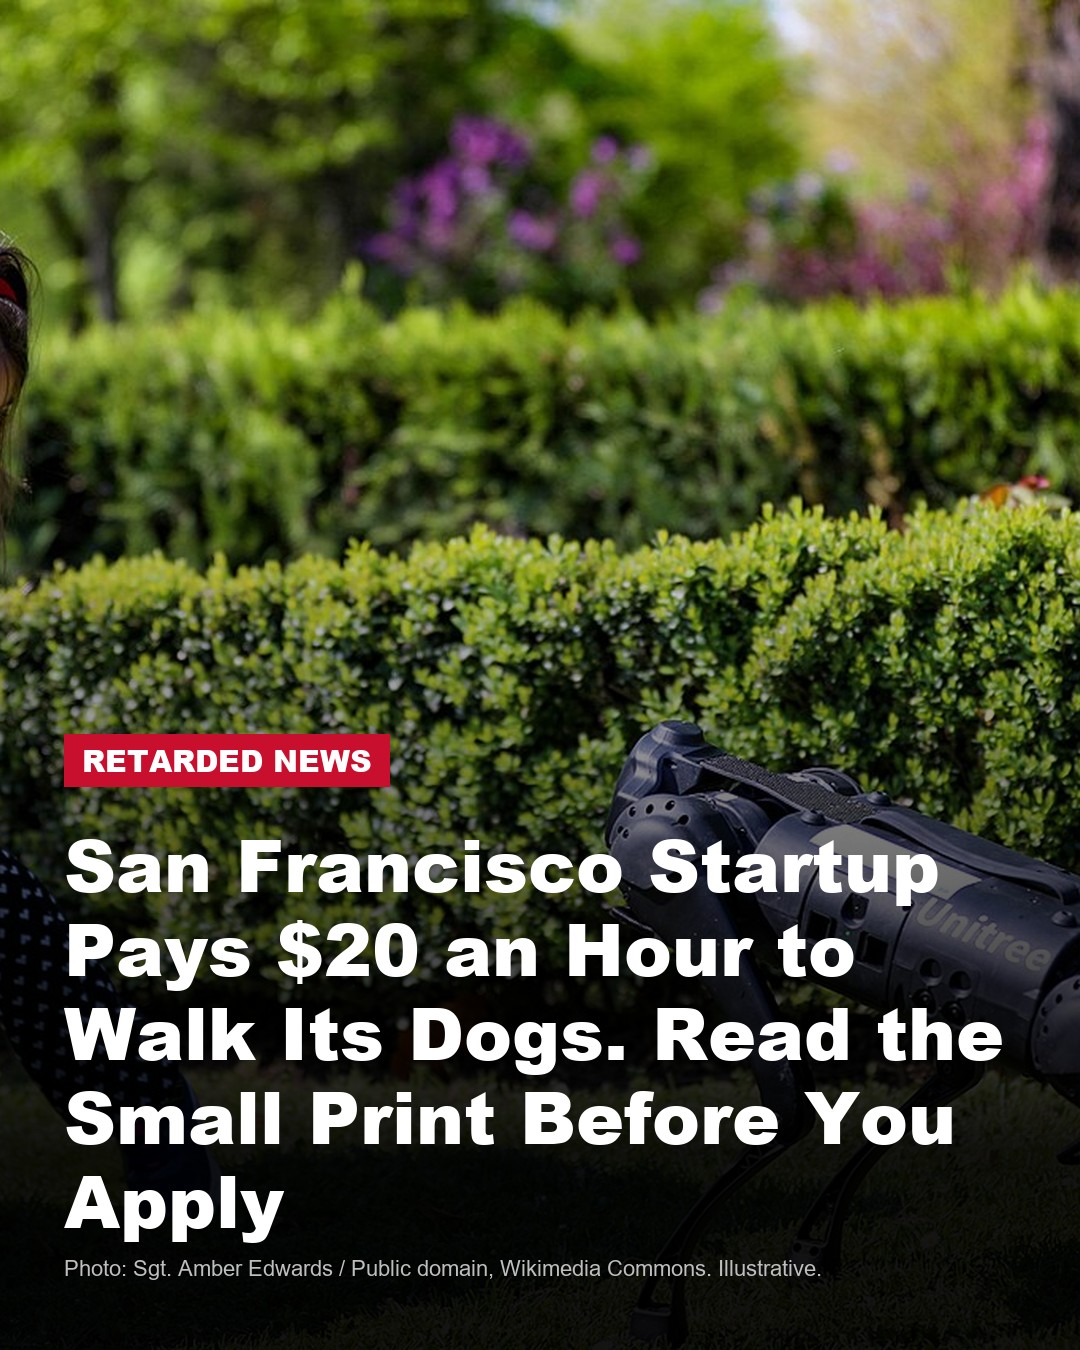 RETARDED NEWS
San Francisco Startup
Pays $20 an Hour to
Walk Its Dogs. Read the
Small Print Before You
Apply
Unitree
Photo: Sgt. Amber Edwards / Public domain, Wikimedia Commons. Illustrative.